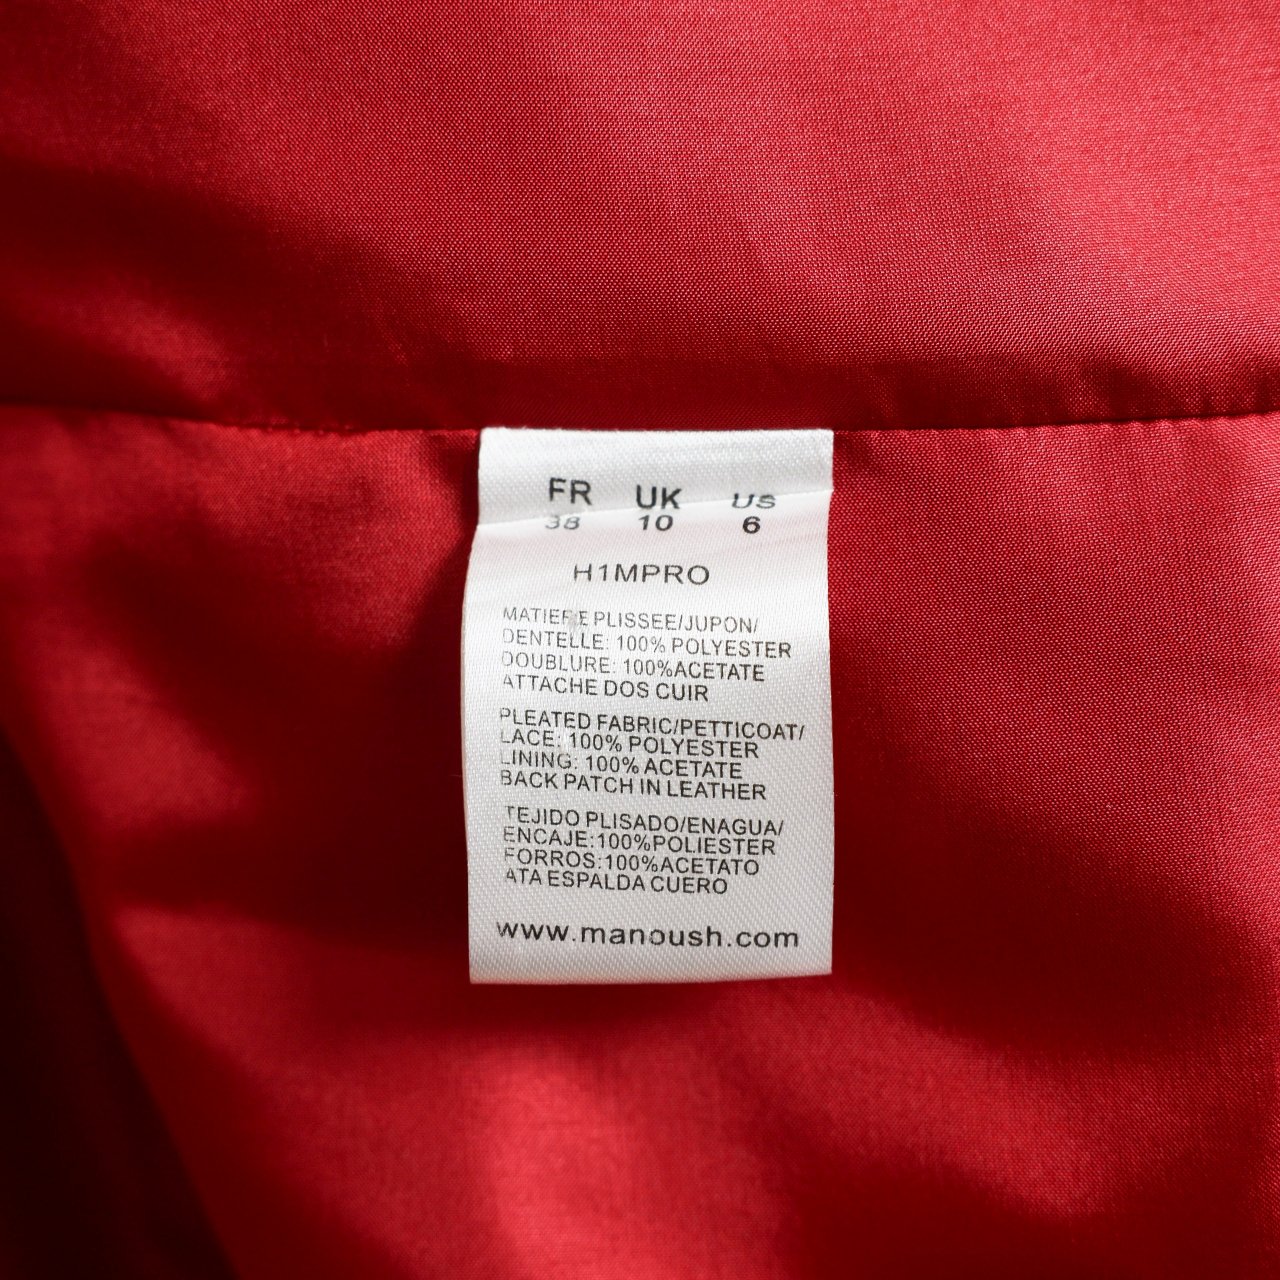 FR UK US
38 10 6
H1MPRO
MATIERE PLISSEE/JUPON/
DENTELLE: 100% POLYESTER
DOUBLURE: 100%ACETATE
ATTACHE DOS CUIR
PLEATED FABRIC/PETTICOAT/
LACE: 100% POLYESTER
LINING: 100% ACETATE
BACK PATCH IN LEATHER
TEJIDO PLISADO/ENAGUA/
ENCAJE:100%POLIESTER
FORROS:100%ACETATO
ATA ESPALDA CUERO
www.manoush.com